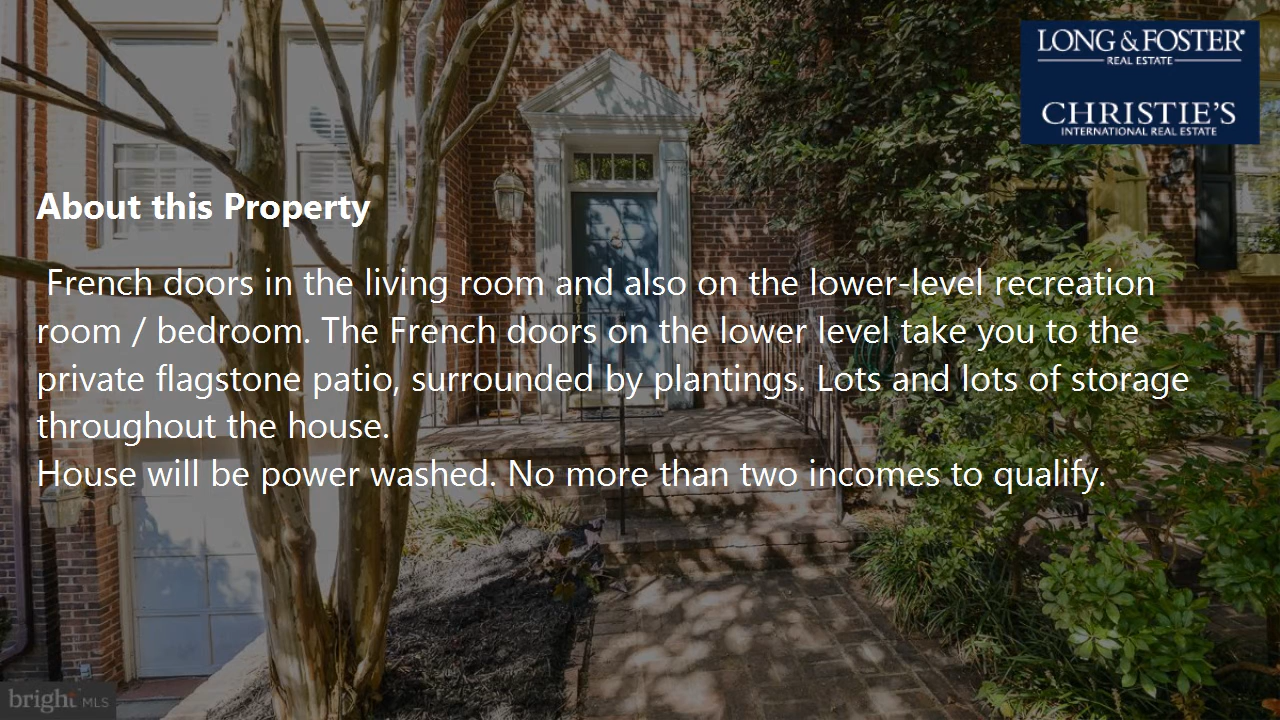 LONG & FOSTER®
REAL ESTATE
CHRISTIE'S
INTERNATIONAL REAL ESTATE
About this Property
French doors in the living room and also on the lower-level recreation
room / bedroom. The French doors on the lower level take you to the
private flagstone patio, surrounded by plantings. Lots and lots of storage
throughout the house.
House will be power washed. No more than two incomes to qualify.
bright MLS